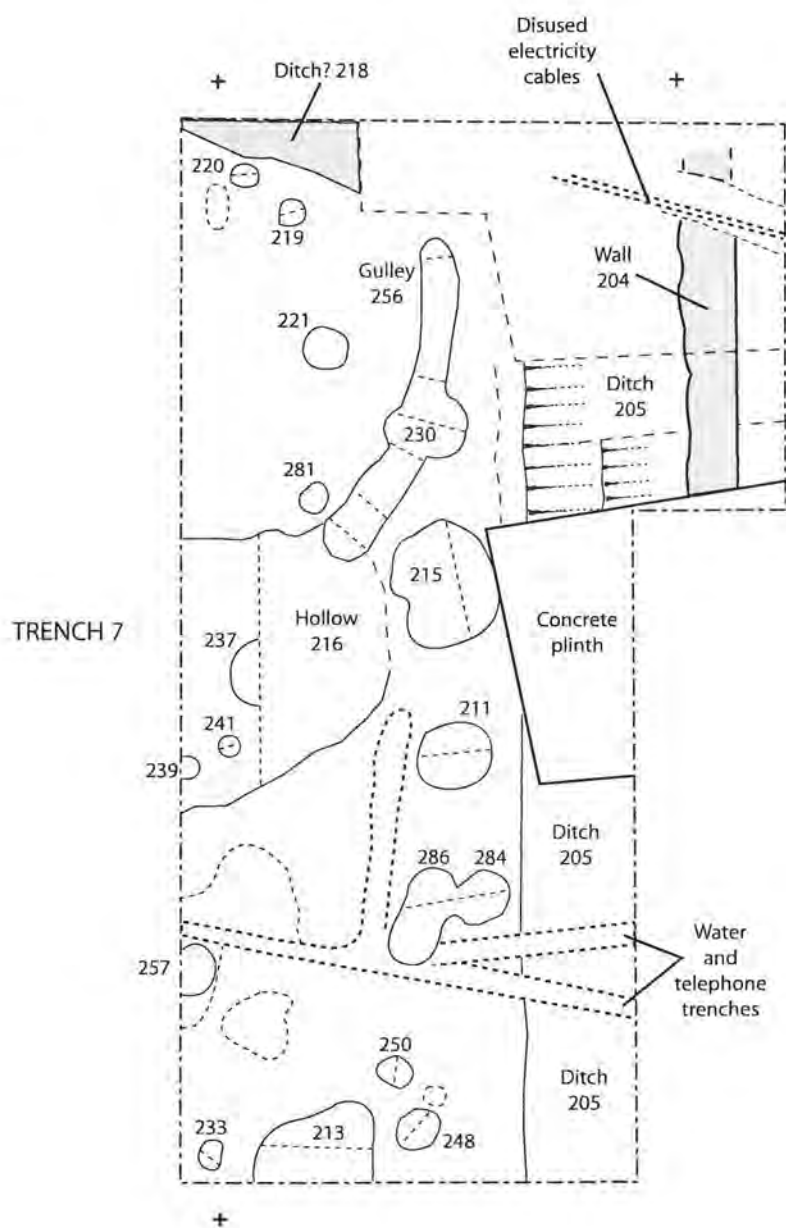 Disused
electricity
cables
Ditch? 218
220
219
Gulley
256
Wall
204
221
Ditch
205
230
281
215
TRENCH 7
Hollow
216
Concrete
plinth
237
211
241
239
Ditch
205
286
284
Water
and
telephone
trenches
257
250
Ditch
205
233
213
248